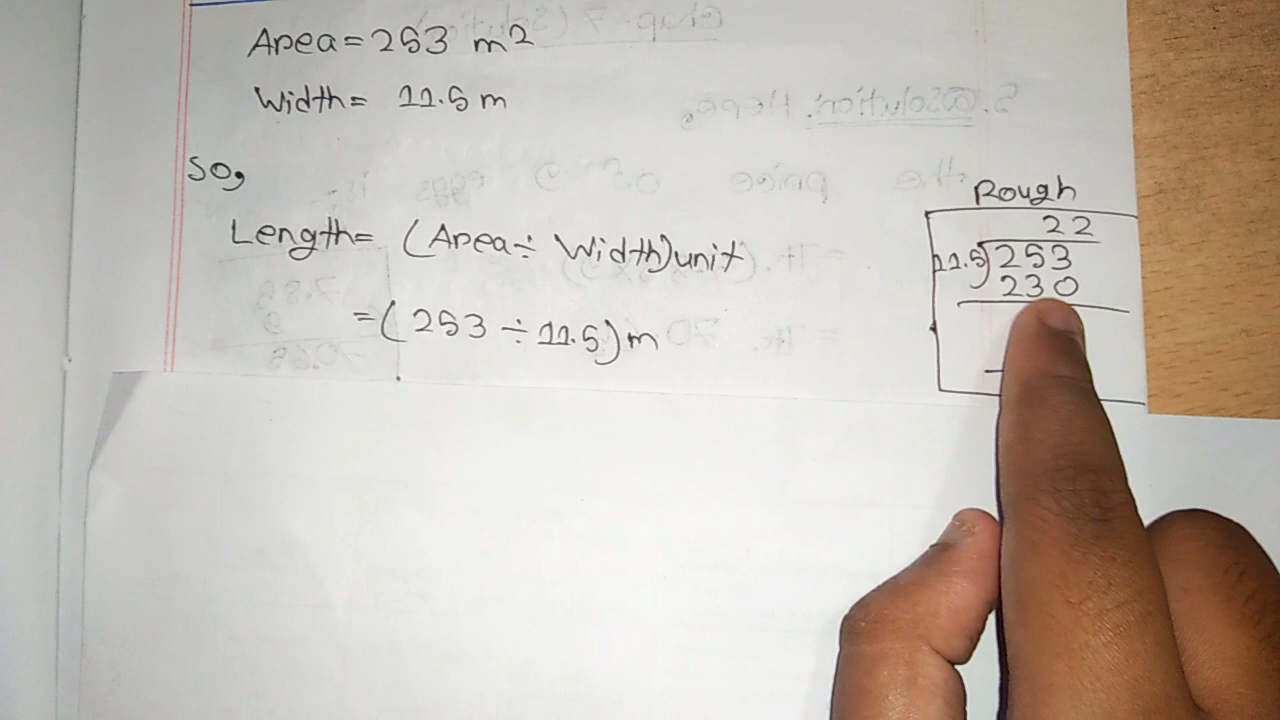 Area = 253 m2
Width = 11.5 m
So,
Length = (Area ÷ Width) unit
= (253 ÷ 11.5) m
Rough
22
11.5)253
230